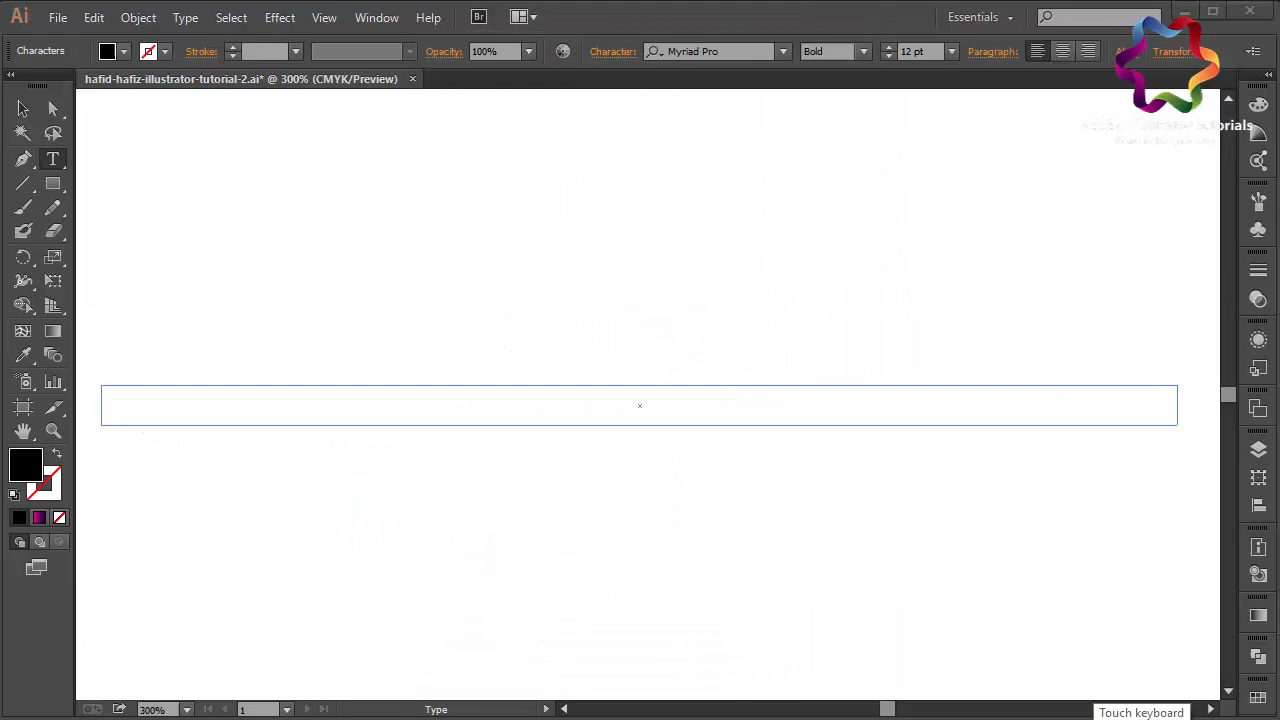 Ai File Edit Object Type Select Effect View Window Help Br Essentials
Characters Stroke: Opacity: 100% Character: Myriad Pro Bold 12 pt Paragraph: Transform
hafid-hafiz-illustrator-tutorial-2.ai* @ 300% (CMYK/Preview)
T
300% 1 Type
Touch keyboard